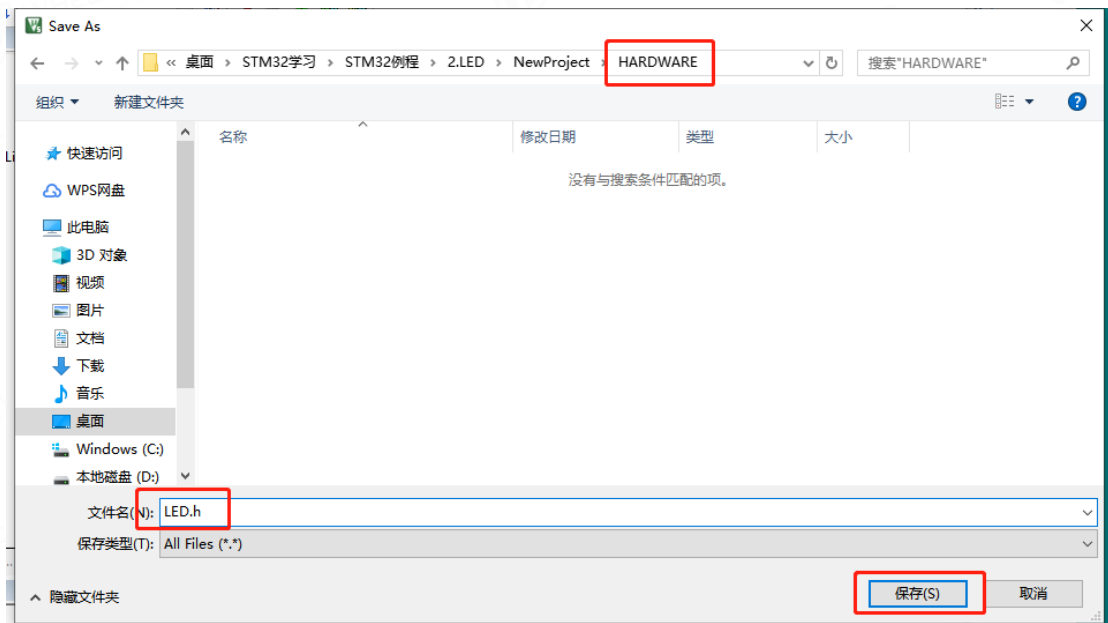 Save As
« 桌面 › STM32学习 › STM32例程 › 2.LED › NewProject › HARDWARE
搜索"HARDWARE"
组织 新建文件夹
名称 修改日期 类型 大小
没有与搜索条件匹配的项。
快速访问
WPS网盘
此电脑
3D 对象
视频
图片
文档
下载
音乐
桌面
Windows (C:)
本地磁盘 (D:)
文件名(N): LED.h
保存类型(T): All Files (*.*)
隐藏文件夹
保存(S) 取消